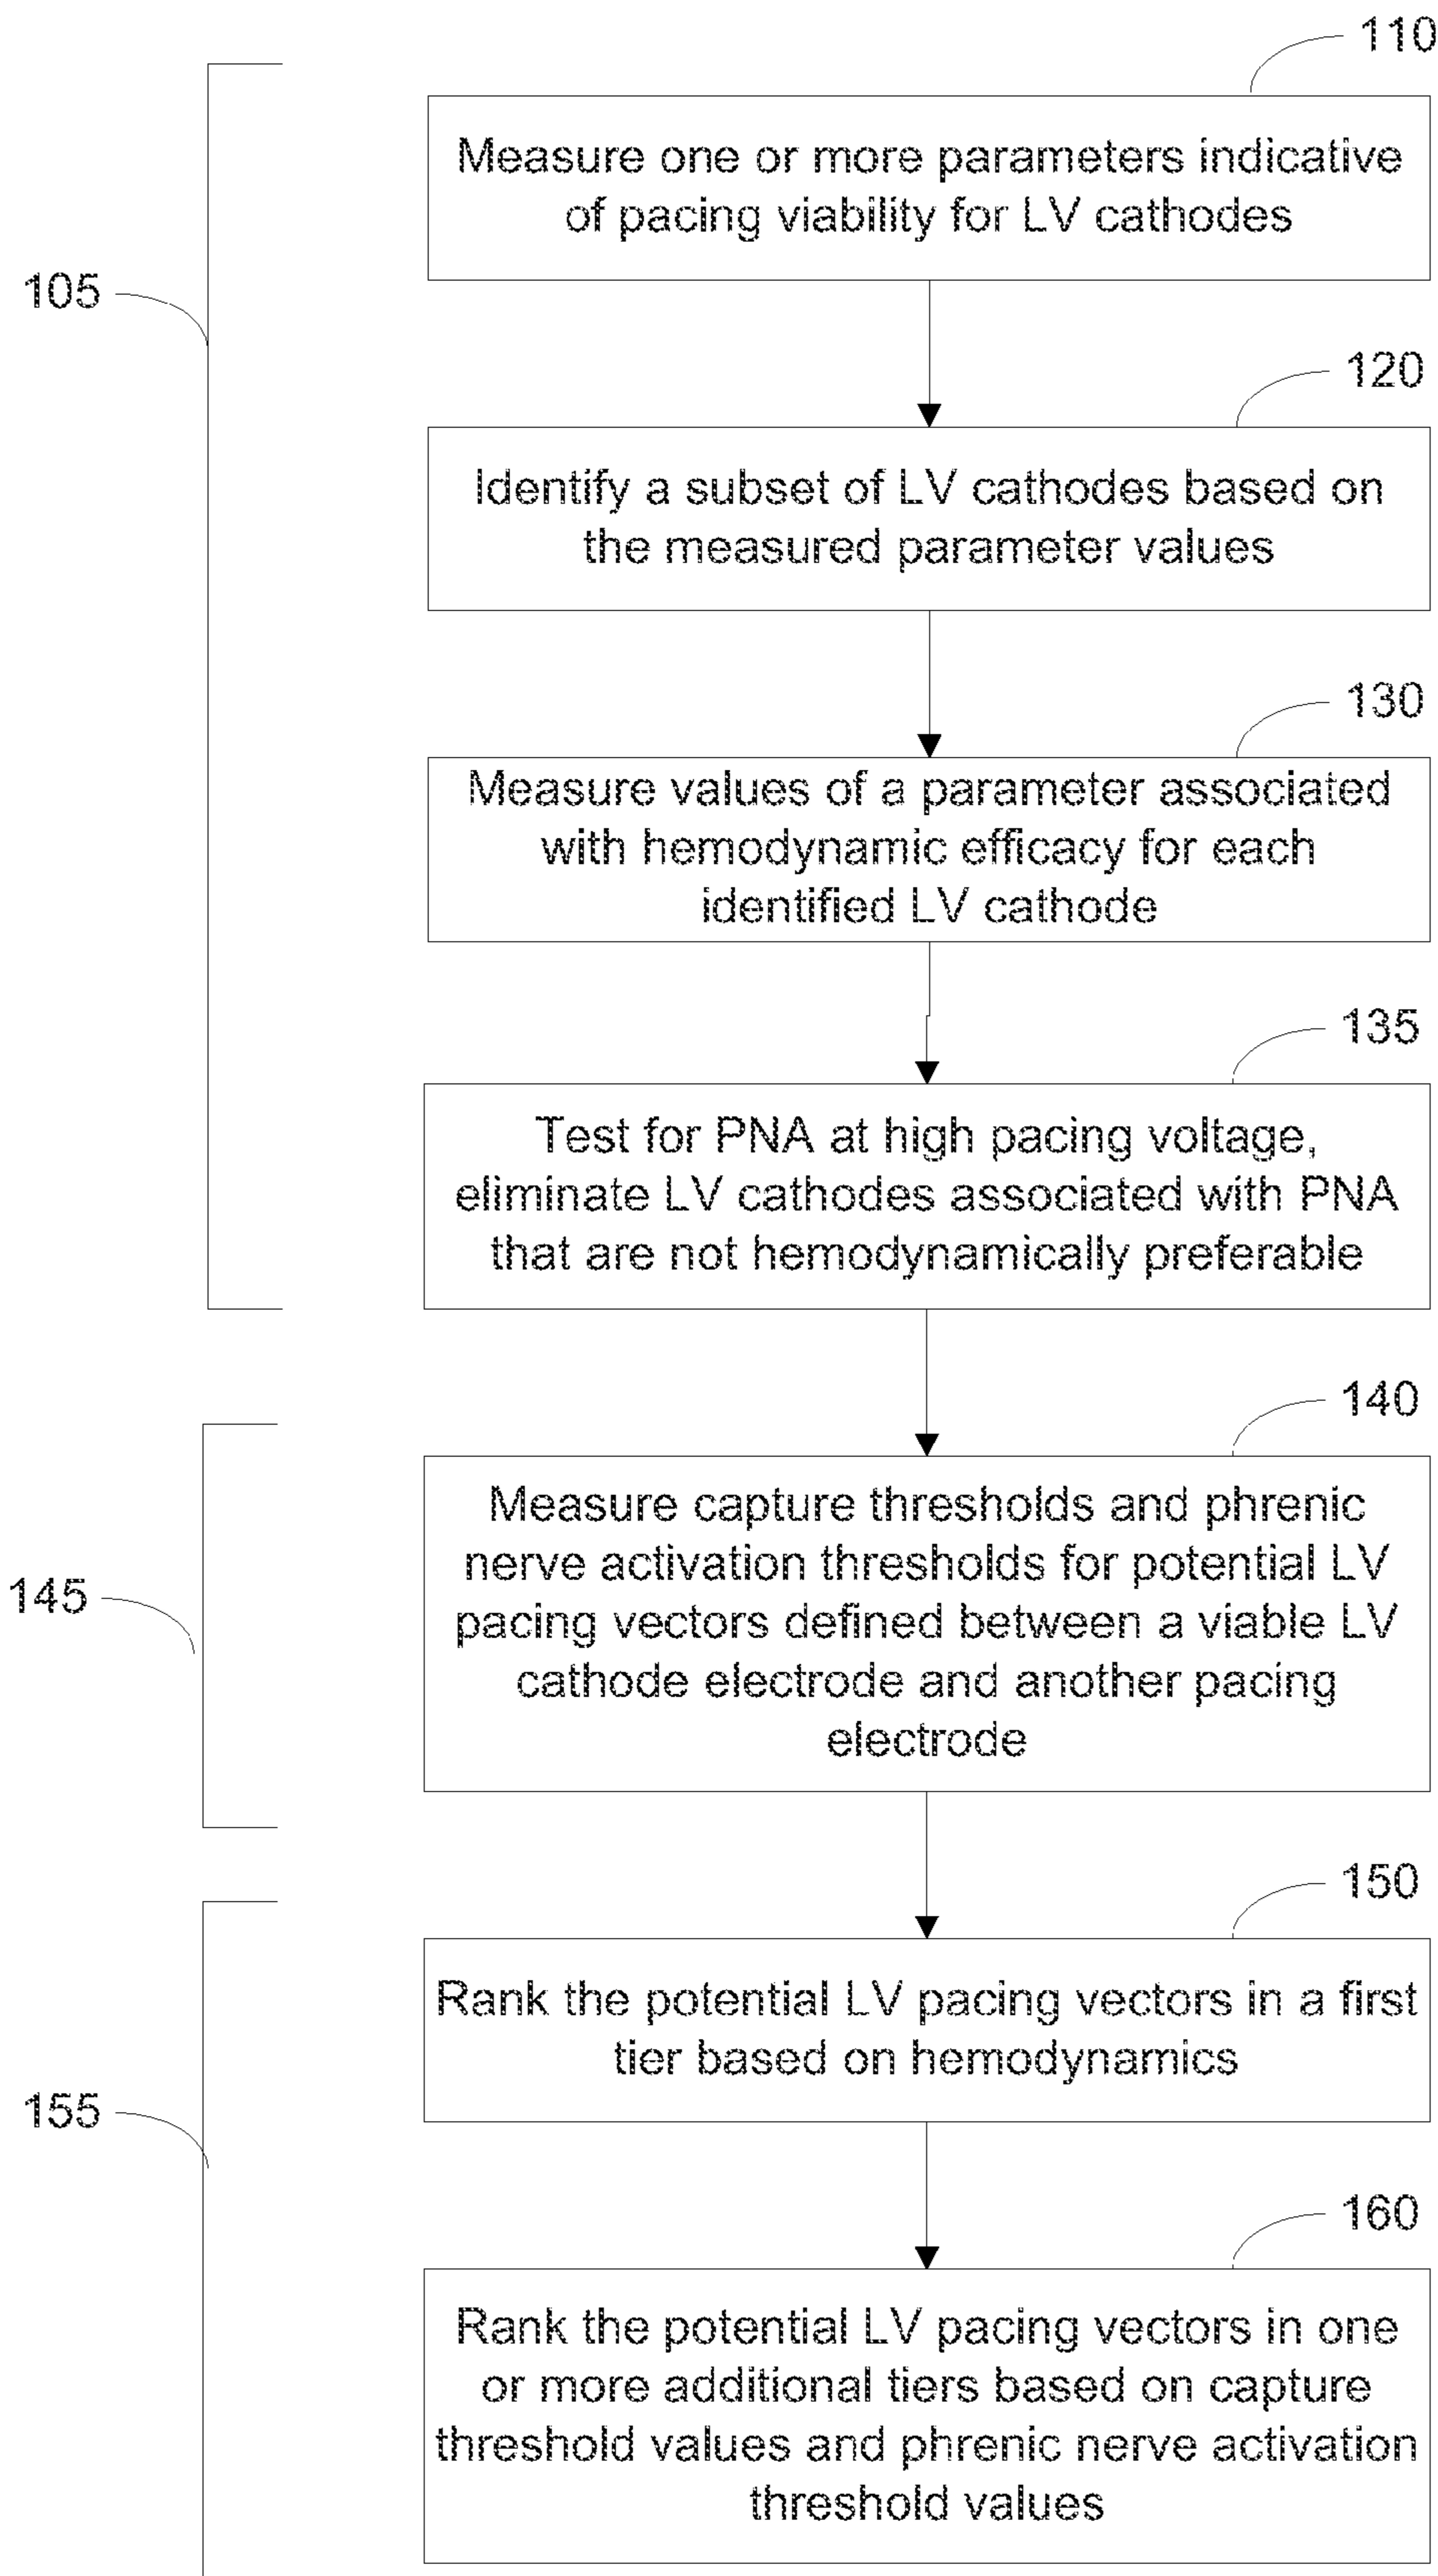 110
Measure one or more parameters indicative
of pacing viability for LV cathodes
105
120
Identify a subset of LV cathodes based on
the measured parameter values
130
Measure values of a parameter associated
with hemodynamic efficacy for each
identified LV cathode
135
Test for PNA at high pacing voltage,
eliminate LV cathodes associated with PNA
that are not hemodynamically preferable
140
Measure capture thresholds and phrenic
nerve activation thresholds for potential LV
pacing vectors defined between a viable LV
cathode electrode and another pacing
electrode
145
150
Rank the potential LV pacing vectors in a first
tier based on hemodynamics
155
160
Rank the potential LV pacing vectors in one
or more additional tiers based on capture
threshold values and phrenic nerve activation
threshold values